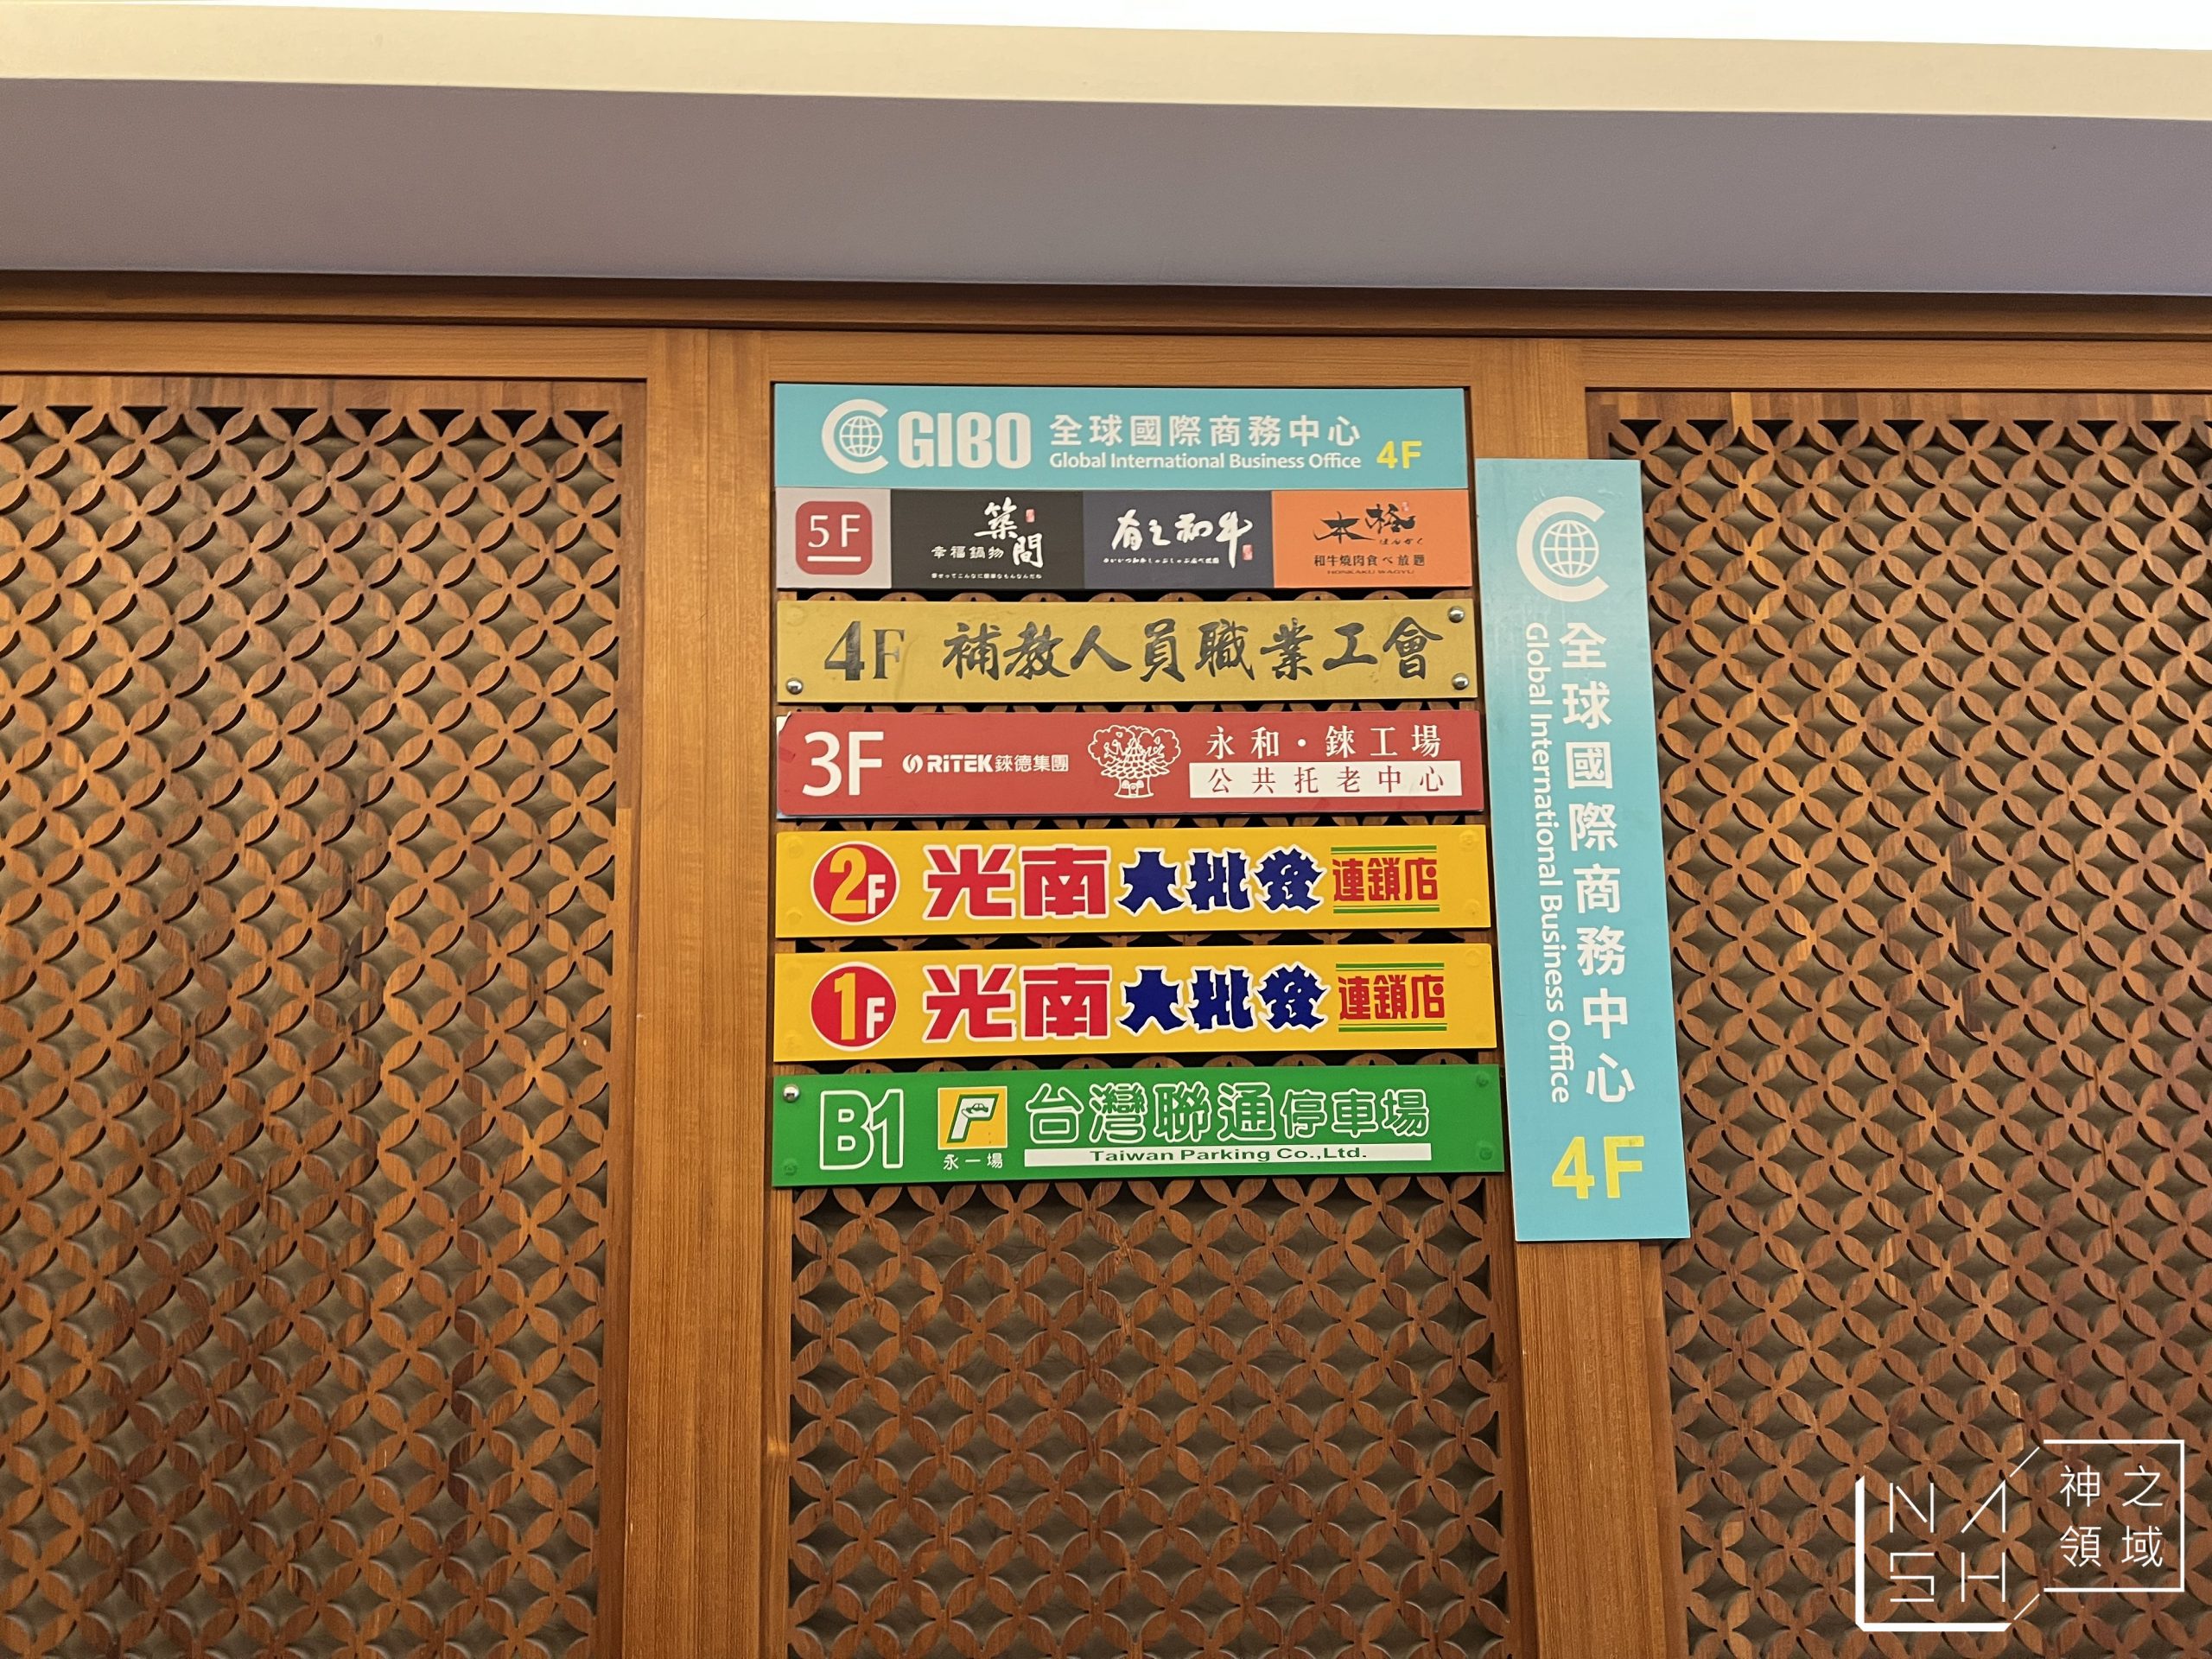 GIBO 全球國際商務中心 4F
Global International Business Office
5F
築間
幸福鍋物
有之和牛
本格
ほんかく
和牛燒肉食べ放題
HONKAKU WAGYU
4F 補教人員職業工會
3F RiTEK錸德集團 永和・錸工場
公共托老中心
2F 光南大批發 連鎖店
1F 光南大批發 連鎖店
B1 台灣聯通停車場
永一場 Taiwan Parking Co.,Ltd.
全球國際商務中心
Global International Business Office
4F
NASH
神之領域